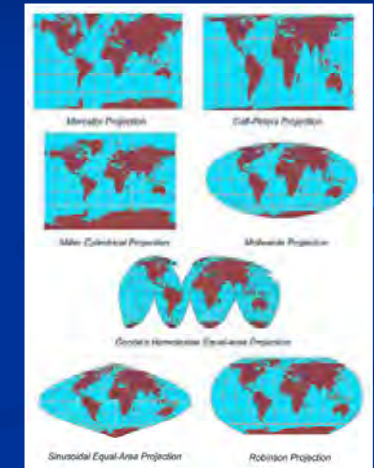 Mercator Projection
Gall-Peters Projection
Miller Cylindrical Projection
Mollweide Projection
Goode's Homolosine Equal-area Projection
Sinusoidal Equal-Area Projection
Robinson Projection